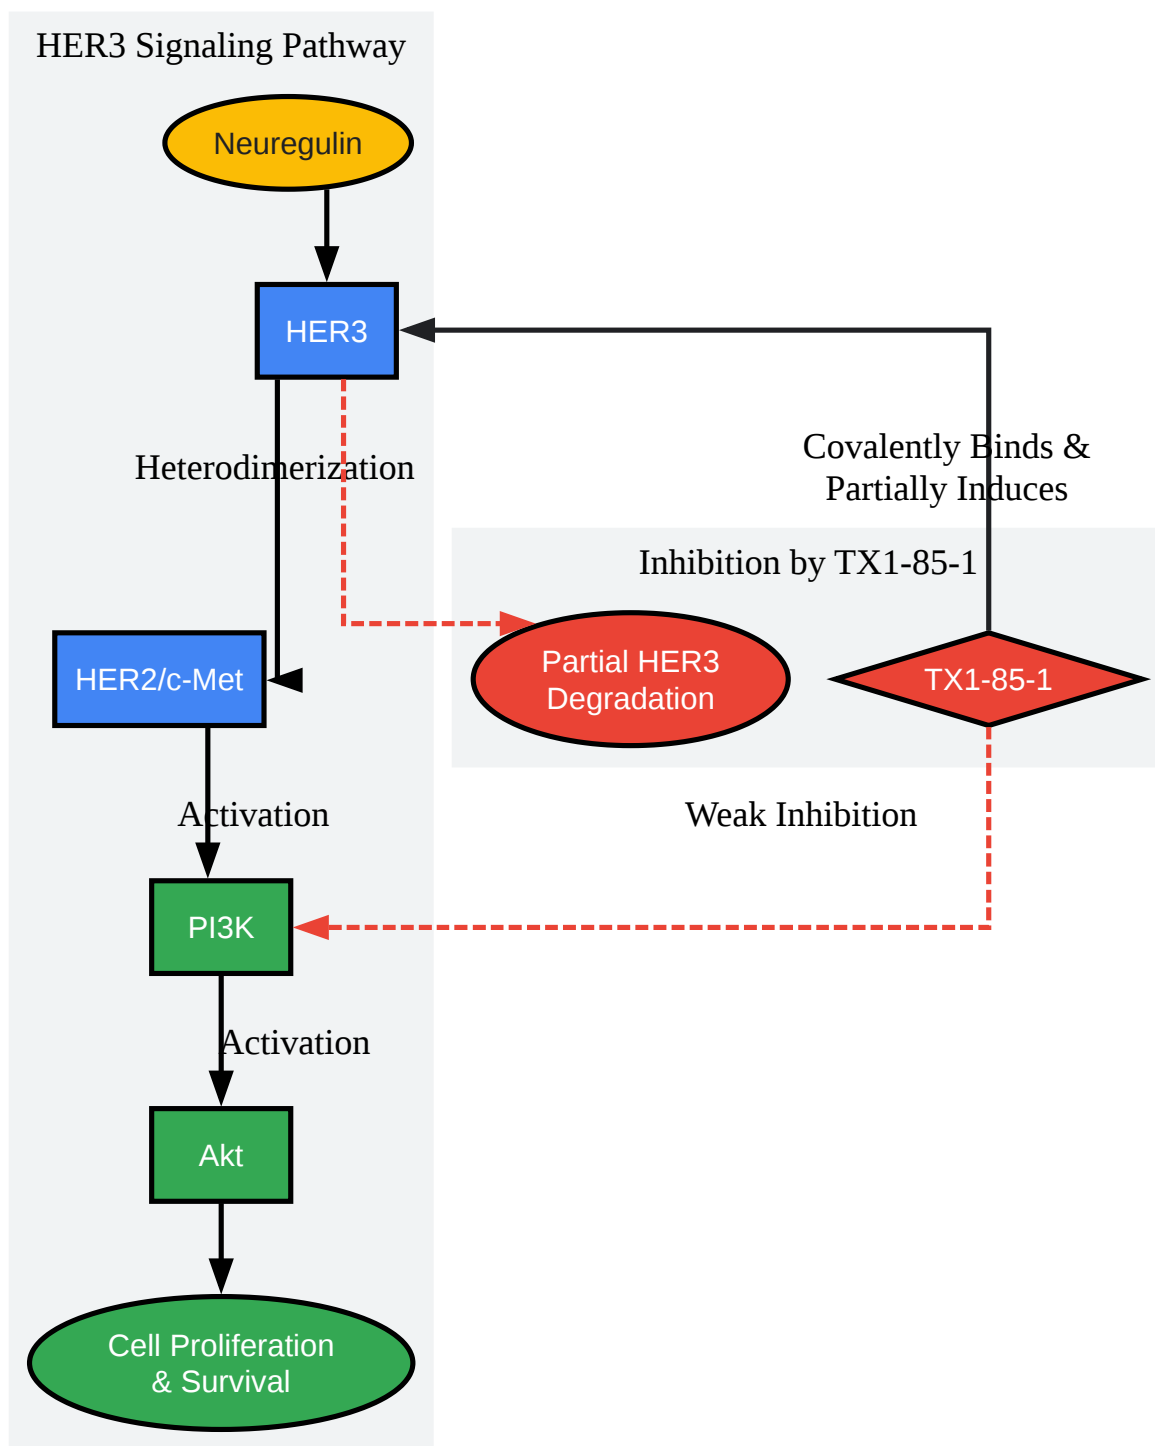 HER3 Signaling Pathway
Neuregulin
HER3
Heterodimerization
Covalently Binds &
Partially Induces
Inhibition by TX1-85-1
HER2/c-Met
Partial HER3
Degradation
TX1-85-1
Activation
Weak Inhibition
PI3K
Activation
Akt
Cell Proliferation
& Survival